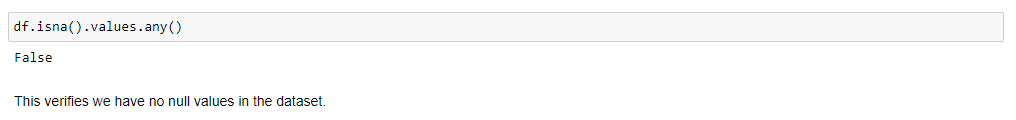 df.isna().values.any()
False
This verifies we have no null values in the dataset.